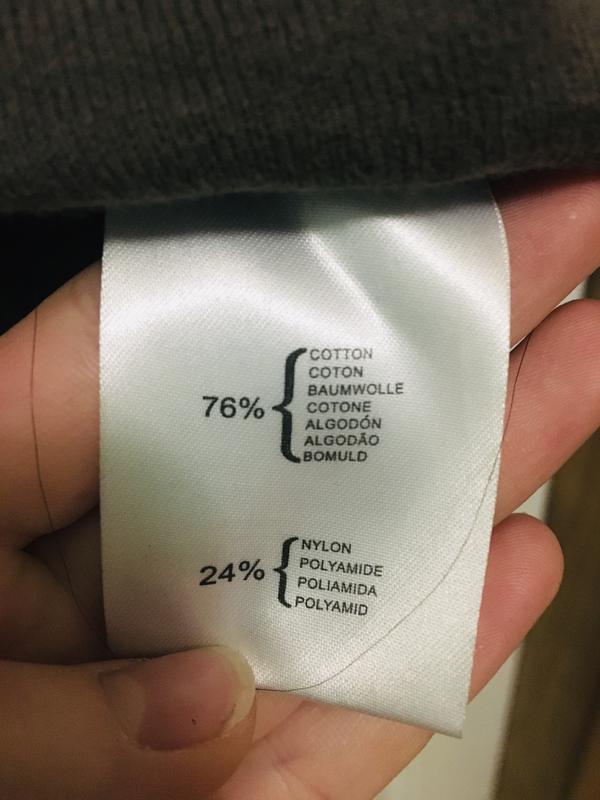 76%
COTTON
COTON
BAUMWOLLE
COTONE
ALGODÓN
ALGODÃO
BOMULD
24%
NYLON
POLYAMIDE
POLIAMIDA
POLYAMID